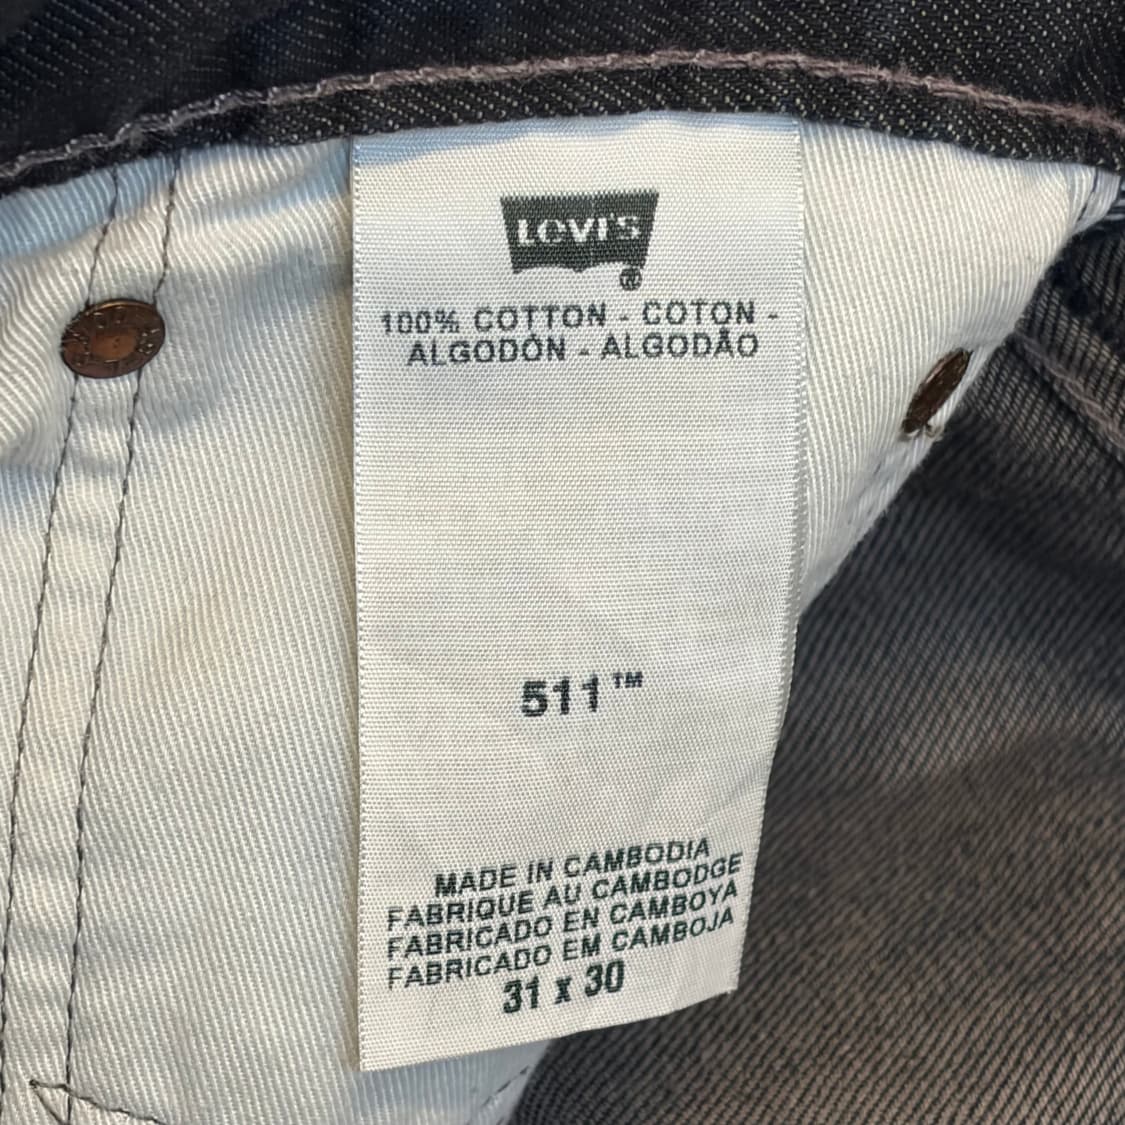 Levi's
®
100% COTTON - COTON -
ALGODÓN - ALGODÃO
511™
MADE IN CAMBODIA
FABRIQUE AU CAMBODGE
FABRICADO EN CAMBOYA
FABRICADO EM CAMBOJA
31 x 30